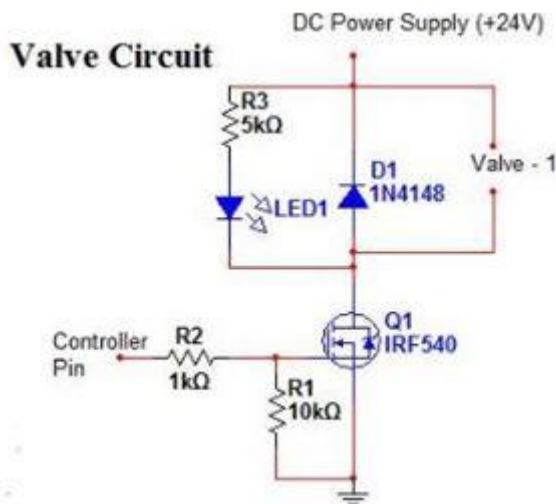 DC Power Supply (+24V)
Valve Circuit
R3
5kΩ
D1
1N4148
Valve - 1
LED1
Q1
IRF540
Controller
Pin
R2
1kΩ
R1
10kΩ